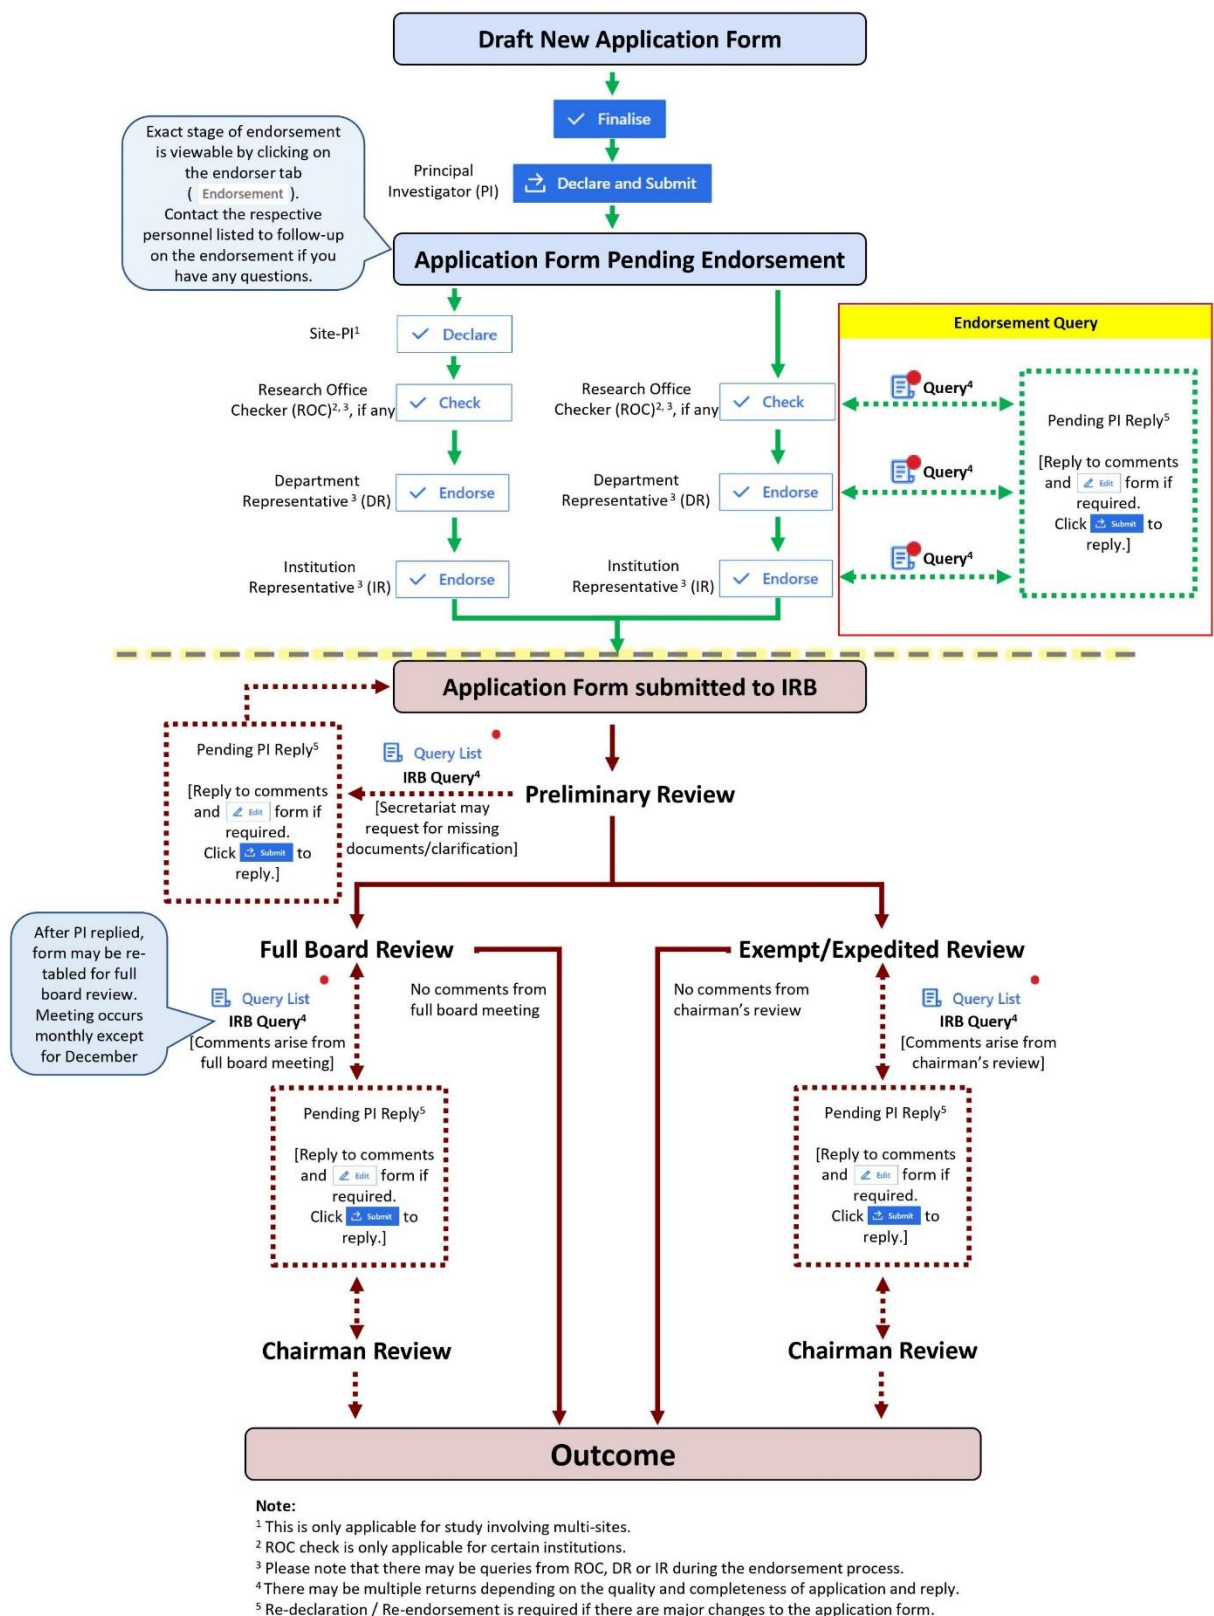 Draft New Application Form
Finalise
Exact stage of endorsement
is viewable by clicking on
the endorser tab
( Endorsement ).
Contact the respective
personnel listed to follow-up
on the endorsement if you
have any questions.
Principal
Investigator (PI)
Declare and Submit
Application Form Pending Endorsement
Site-PI¹
Declare
Research Office
Checker (ROC)²,³, if any
Check
Department
Representative³ (DR)
Endorse
Institution
Representative³ (IR)
Endorse
Research Office
Checker (ROC)²,³, if any
Check
Department
Representative³ (DR)
Endorse
Institution
Representative³ (IR)
Endorse
Endorsement Query
Query⁴
Query⁴
Query⁴
Pending PI Reply⁵
[Reply to comments
and Edit form if
required.
Click Submit to
reply.]
Application Form submitted to IRB
Pending PI Reply⁵
[Reply to comments
and Edit form if
required.
Click Submit to
reply.]
Query List
IRB Query⁴
[Secretariat may
request for missing
documents/clarification]
Preliminary Review
Full Board Review
Exempt/Expedited Review
After PI replied,
form may be re-
tabled for full
board review.
Meeting occurs
monthly except
for December
Query List
IRB Query⁴
[Comments arise from
full board meeting]
No comments from
full board meeting
No comments from
chairman's review
Query List
IRB Query⁴
[Comments arise from
chairman's review]
Pending PI Reply⁵
[Reply to comments
and Edit form if
required.
Click Submit to
reply.]
Pending PI Reply⁵
[Reply to comments
and Edit form if
required.
Click Submit to
reply.]
Chairman Review
Chairman Review
Outcome
Note:
¹ This is only applicable for study involving multi-sites.
² ROC check is only applicable for certain institutions.
³ Please note that there may be queries from ROC, DR or IR during the endorsement process.
⁴ There may be multiple returns depending on the quality and completeness of application and reply.
⁵ Re-declaration / Re-endorsement is required if there are major changes to the application form.